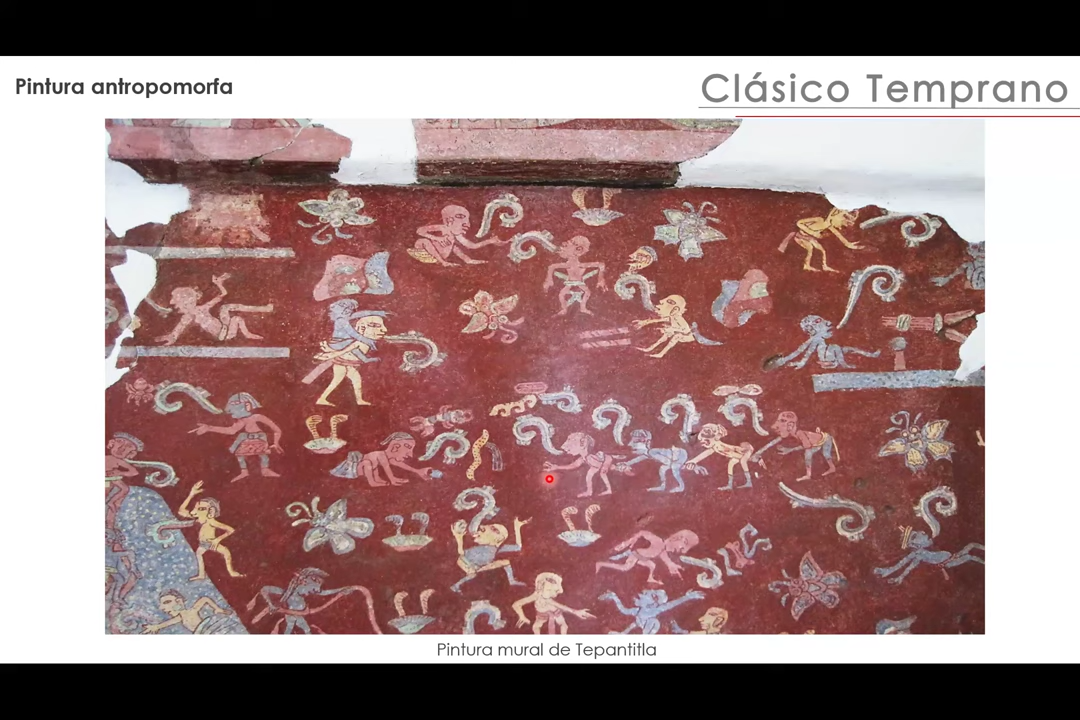 Pintura antropomorfa
Clásico Temprano
Pintura mural de Tepantitla